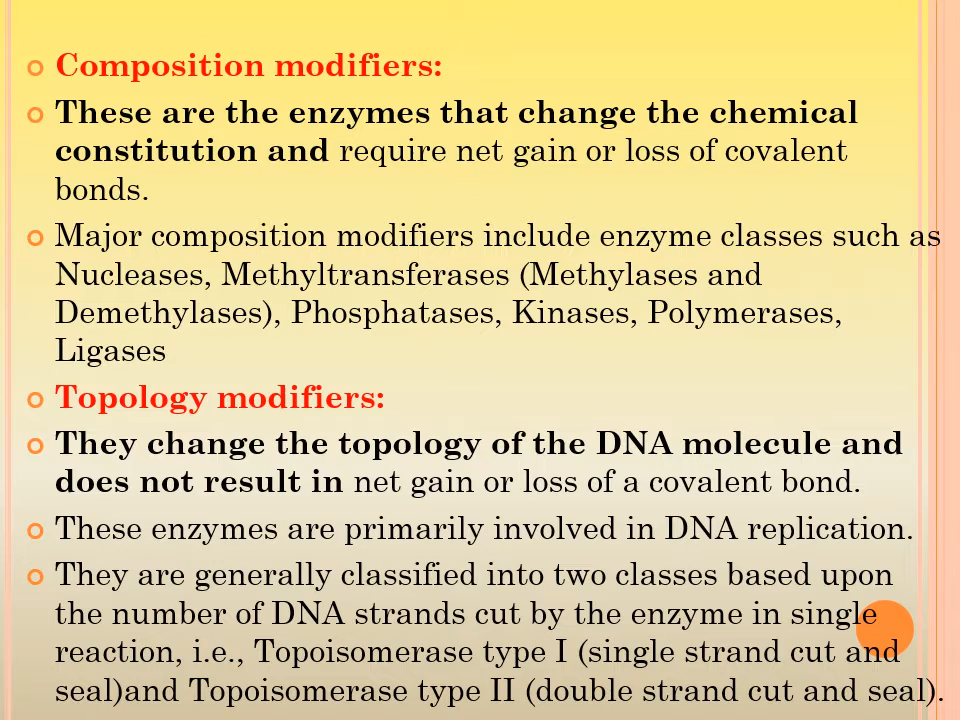 Composition modifiers:
These are the enzymes that change the chemical
constitution and require net gain or loss of covalent
bonds.
Major composition modifiers include enzyme classes such as
Nucleases, Methyltransferases (Methylases and
Demethylases), Phosphatases, Kinases, Polymerases,
Ligases
Topology modifiers:
They change the topology of the DNA molecule and
does not result in net gain or loss of a covalent bond.
These enzymes are primarily involved in DNA replication.
They are generally classified into two classes based upon
the number of DNA strands cut by the enzyme in single
reaction, i.e., Topoisomerase type I (single strand cut and
seal)and Topoisomerase type II (double strand cut and seal).